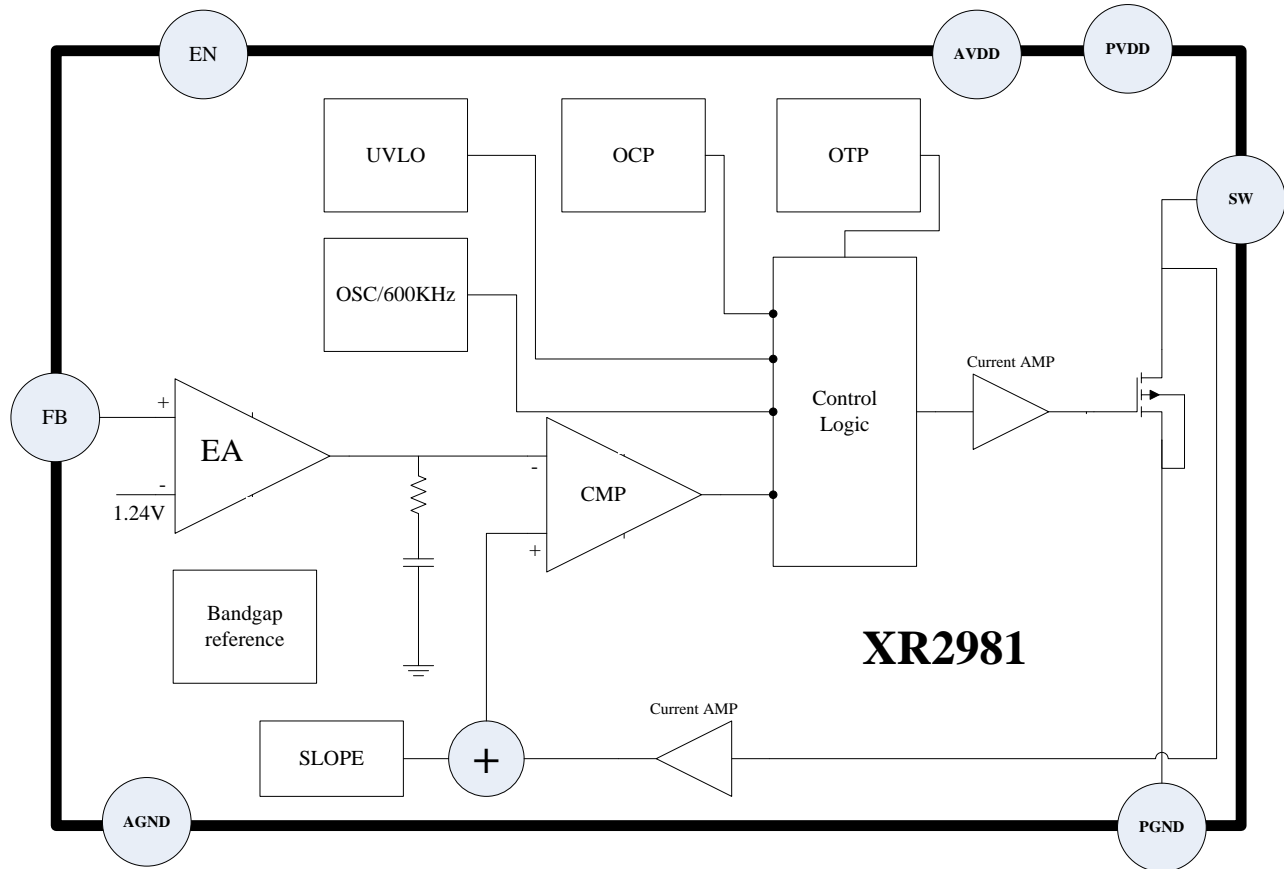 EN
AVDD
PVDD
UVLO
OCP
OTP
SW
OSC/600KHz
Current AMP
FB
+
EA
-
1.24V
-
CMP
+
Control
Logic
Bandgap
reference
XR2981
Current AMP
SLOPE
+
AGND
PGND